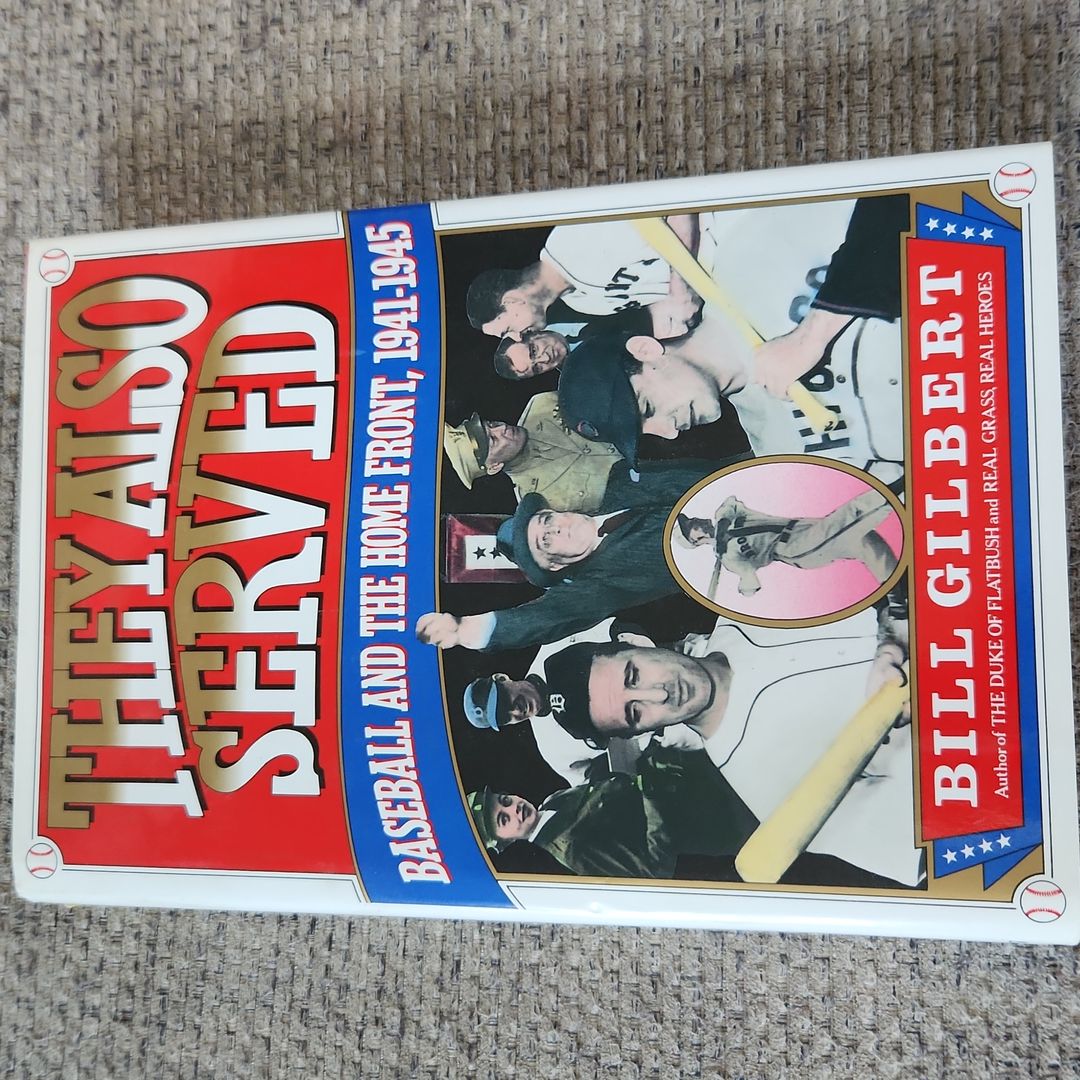 THEY ALSO
SERVED
BASEBALL AND THE HOME FRONT, 1941-1945
BILL GILBERT
Author of THE DUKE OF FLATBUSH and REAL GRASS, REAL HEROES